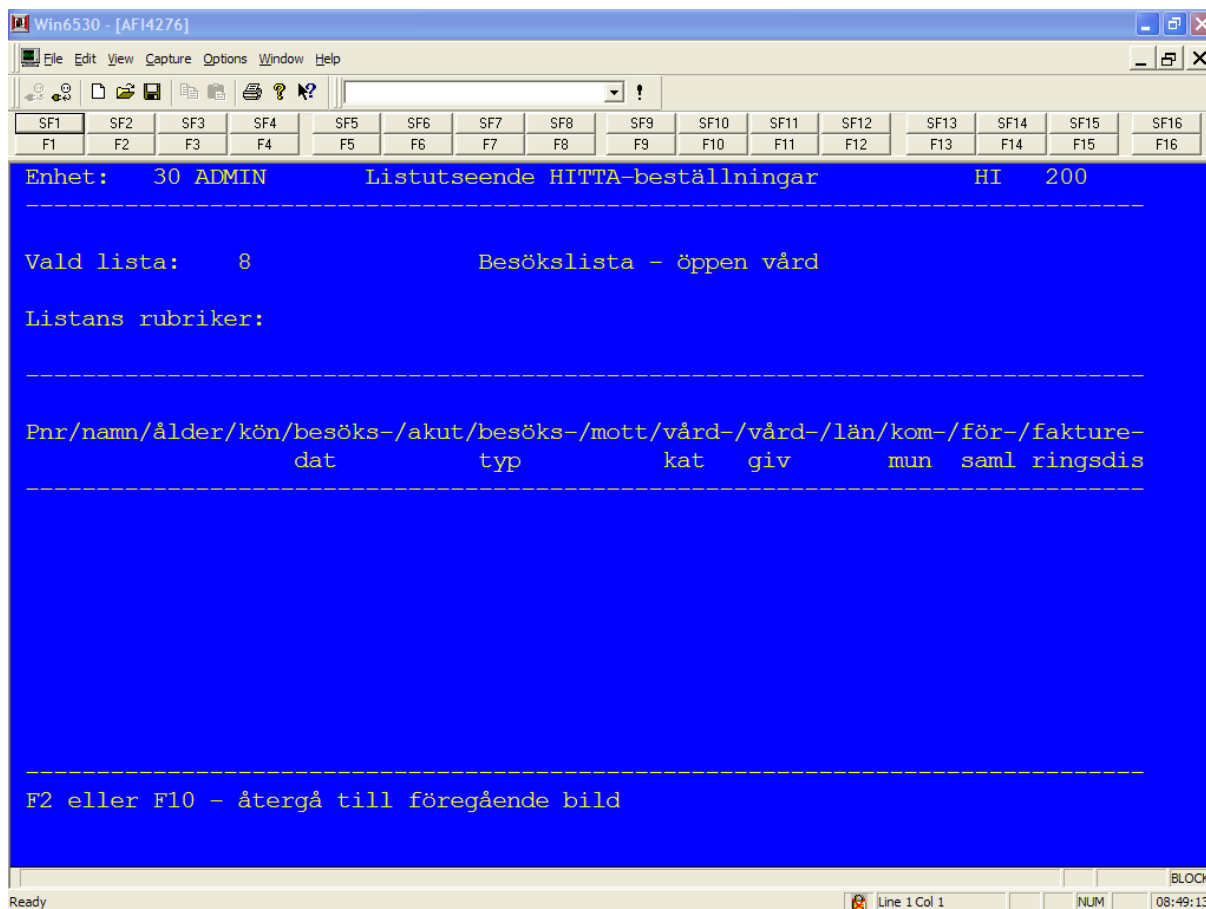 Win6530 - [AFI4276]
File Edit View Capture Options Window Help
SF1 SF2 SF3 SF4 SF5 SF6 SF7 SF8 SF9 SF10 SF11 SF12 SF13 SF14 SF15 SF16
F1 F2 F3 F4 F5 F6 F7 F8 F9 F10 F11 F12 F13 F14 F15 F16
Enhet: 30 ADMIN Listutseende HITTA-beställningar HI 200
Vald lista: 8 Besökslista - öppen vård
Listans rubriker:
Pnr/namn/ålder/kön/besöks-/akut/besöks-/mott/vård-/vård-/län/kom-/för-/fakture-
dat typ kat giv mun saml ringsdis
F2 eller F10 - återgå till föregående bild
BLOCK
Ready Line 1 Col 1 NUM 08:49:13